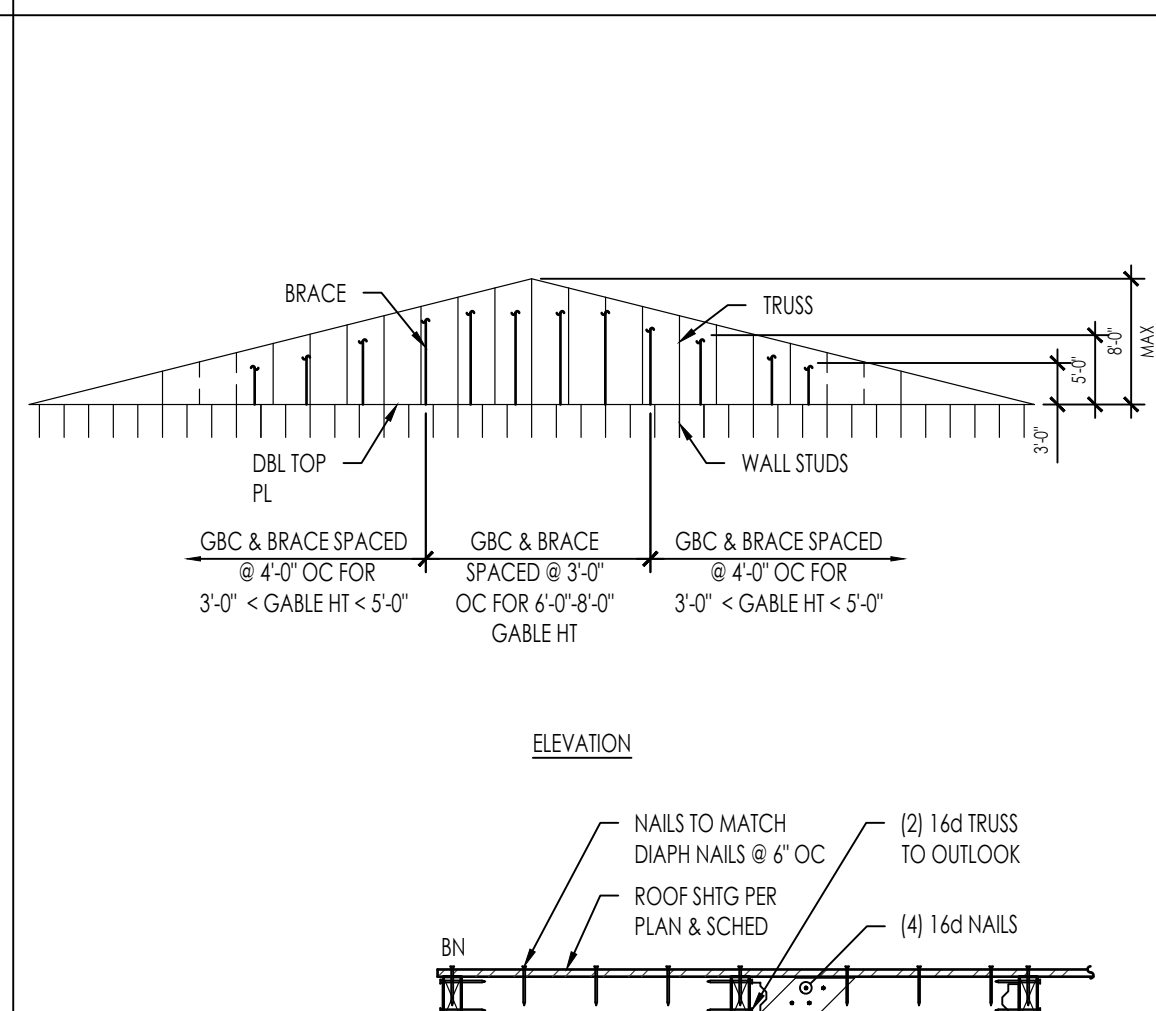 BRACE
TRUSS
8'-0"
MAX
5'-0"
3'-0"
DBL TOP
PL
WALL STUDS
GBC & BRACE SPACED
@ 4'-0" OC FOR
3'-0" < GABLE HT < 5'-0"
GBC & BRACE
SPACED @ 3'-0"
OC FOR 6'-0"-8'-0"
GABLE HT
GBC & BRACE SPACED
@ 4'-0" OC FOR
3'-0" < GABLE HT < 5'-0"
ELEVATION
NAILS TO MATCH
DIAPH NAILS @ 6" OC
(2) 16d TRUSS
TO OUTLOOK
ROOF SHTG PER
PLAN & SCHED
(4) 16d NAILS
BN